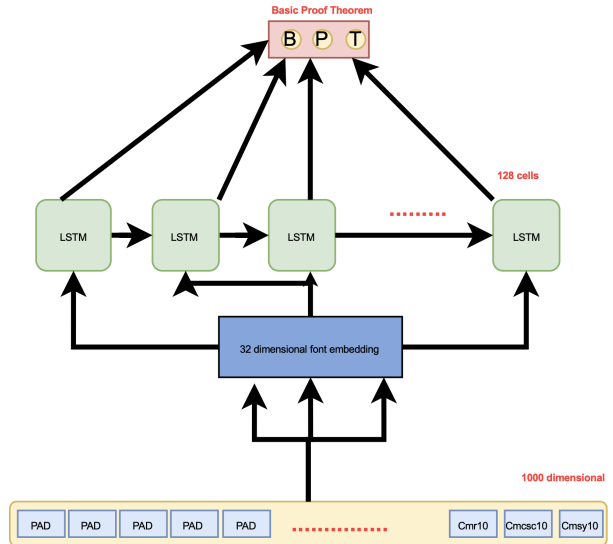 Basic Proof Theorem
B P T
128 cells
LSTM LSTM LSTM LSTM
32 dimensional font embedding
1000 dimensional
PAD PAD PAD PAD PAD Cmr10 Cmcsc10 Cmsy10